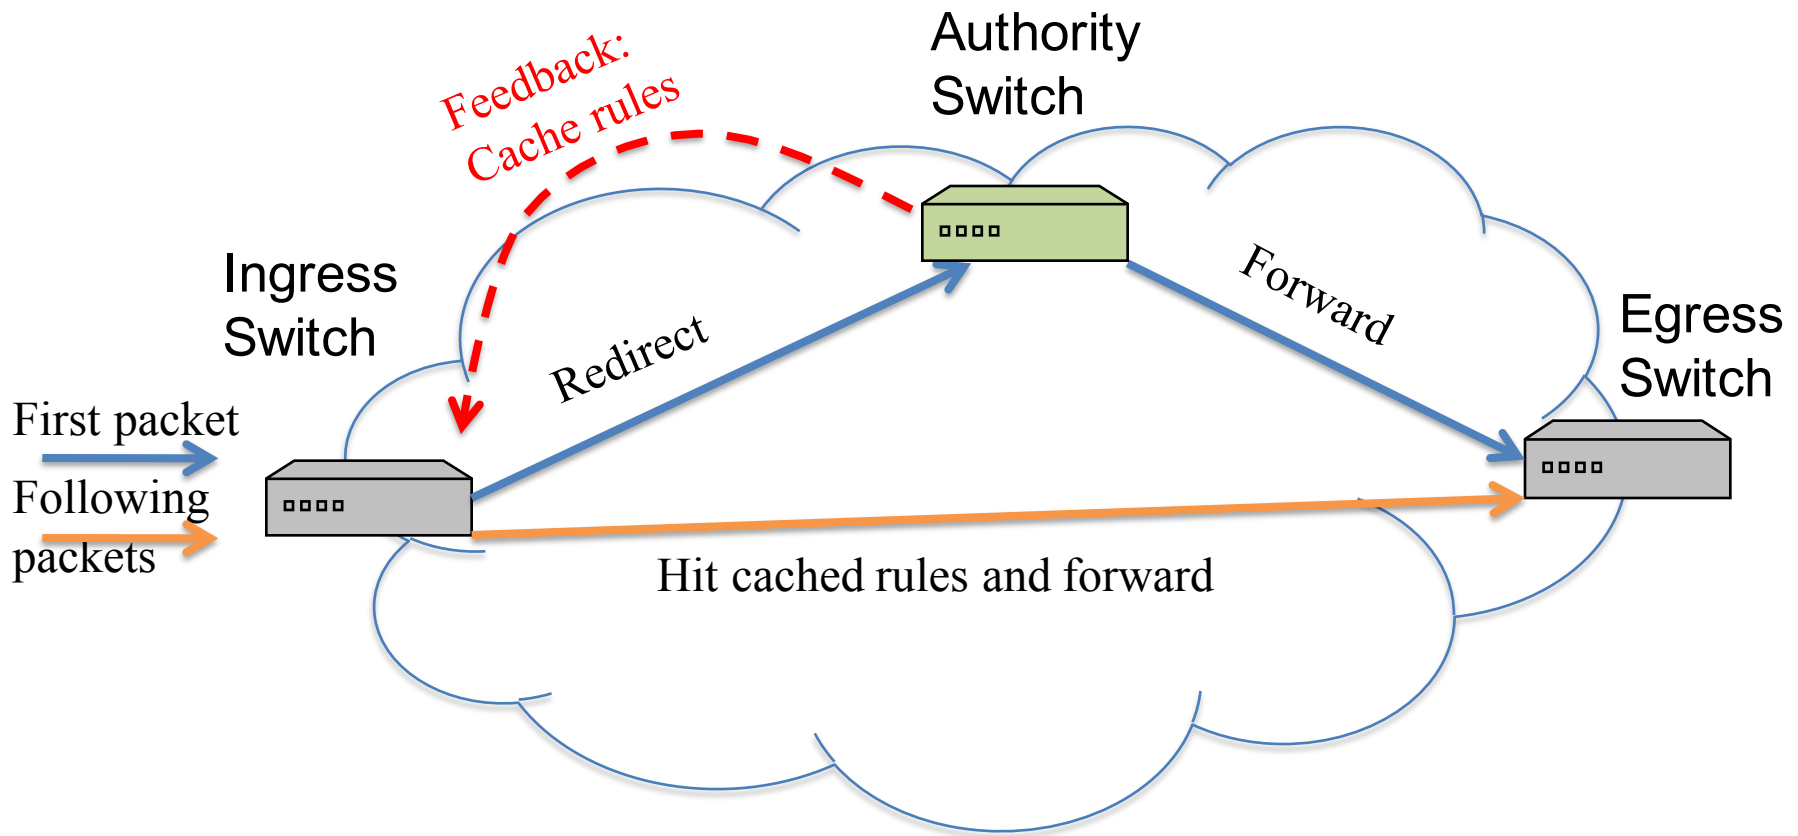 Authority
Switch
Feedback:
Cache rules
Ingress
Switch
Redirect
Forward
Egress
Switch
First packet
Following
packets
Hit cached rules and forward